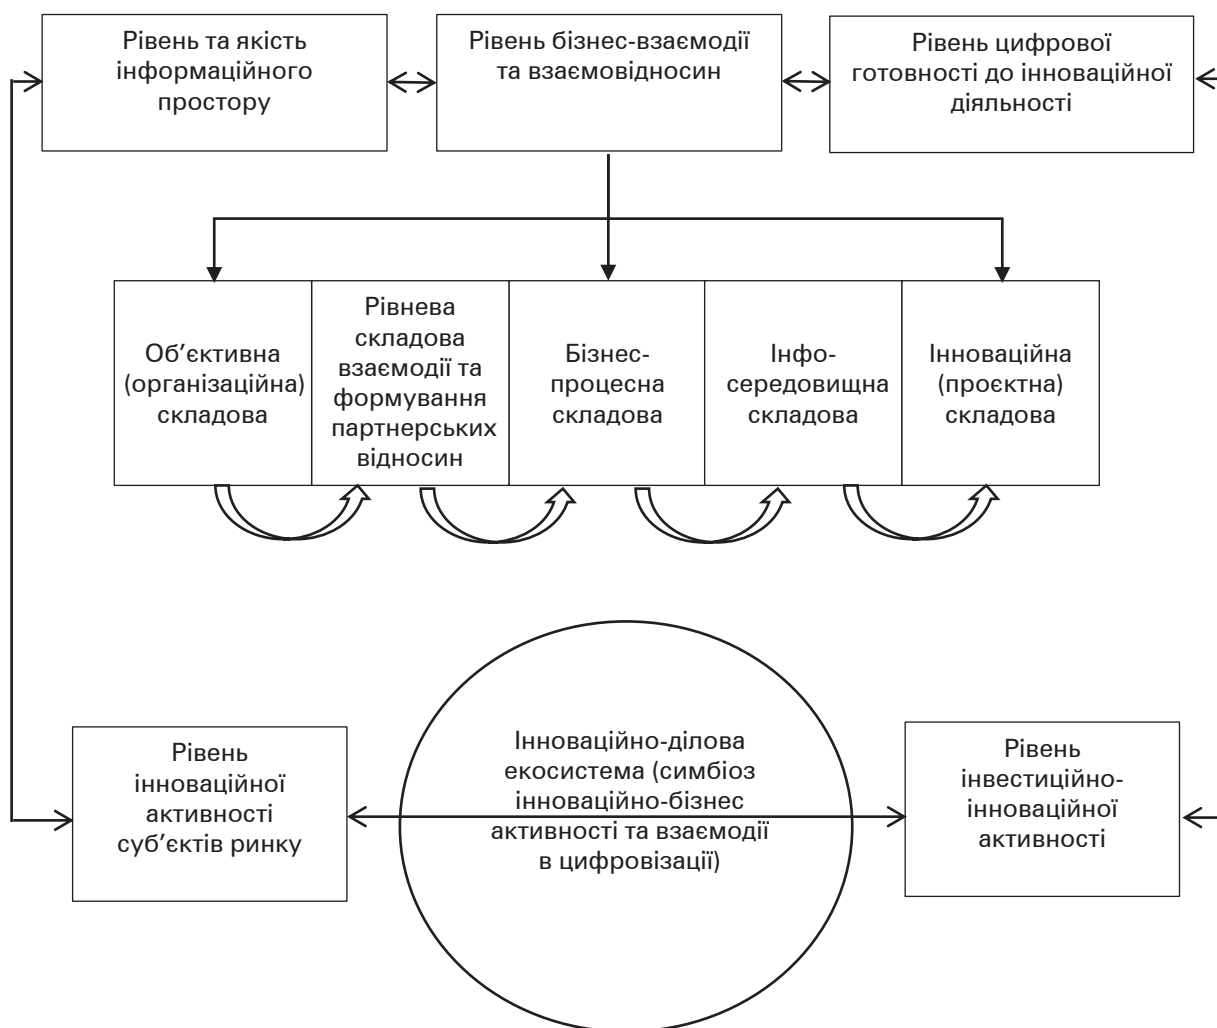 Рівень та якість
інформаційного
простору
Рівень бізнес-взаємодії
та взаємовідносин
Рівень цифрової
готовності до інноваційної
діяльності
Об’єктивна
(організаційна)
складова
Рівнева
складова
взаємодії та
формування
партнерських
відносин
Бізнес-
процесна
складова
Інфо-
середовищна
складова
Інноваційна
(проєктна)
складова
Рівень
інноваційної
активності
суб’єктів ринку
Інноваційно-ділова
екосистема (симбіоз
інноваційно-бізнес
активності та взаємодії
в цифровізації)
Рівень
інвестиційно-
інноваційної
активності